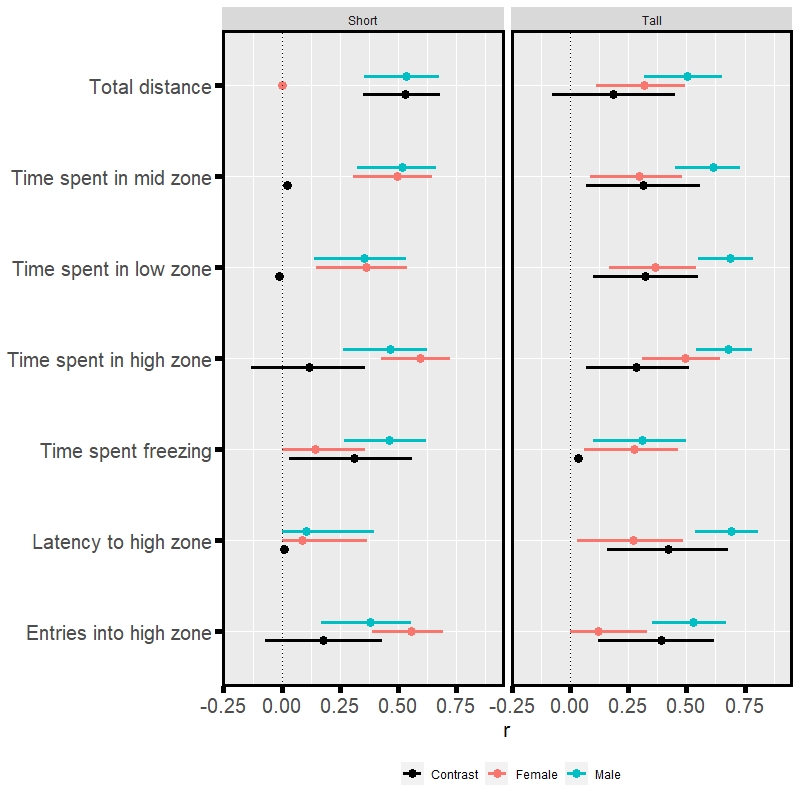 Short Tall
Total distance
Time spent in mid zone
Time spent in low zone
Time spent in high zone
Time spent freezing
Latency to high zone
Entries into high zone
-0.25 0.00 0.25 0.50 0.75 -0.25 0.00 0.25 0.50 0.75
r
Contrast Female Male